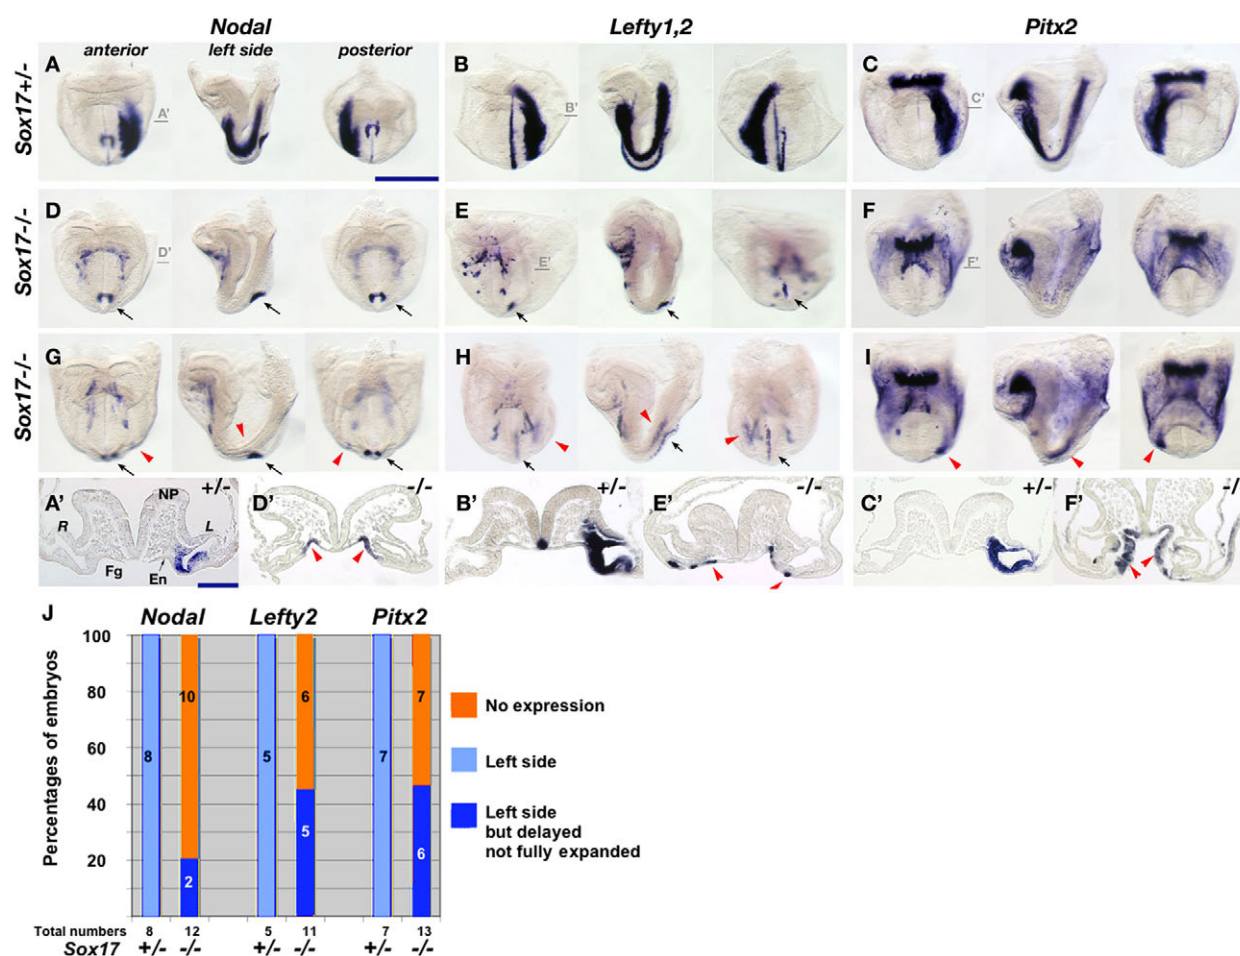 Nodal Lefty1,2 Pitx2
anterior left side posterior
Sox17+/-
A B C
A' B' C'
Sox17-/-
D E F
D' E' F'
Sox17-/-
G H I
A' +/- NP R L Fg En
D' -/-
B' +/-
E' -/-
C' +/-
F' -/
J
Nodal Lefty2 Pitx2
Percentages of embryos
100
80
60
40
20
8 10 2 5 6 5 7 7 6
No expression
Left side
Left side
but delayed
not fully expanded
Total numbers 8 12 5 11 7 13
Sox17 +/- -/- +/- -/- +/- -/-